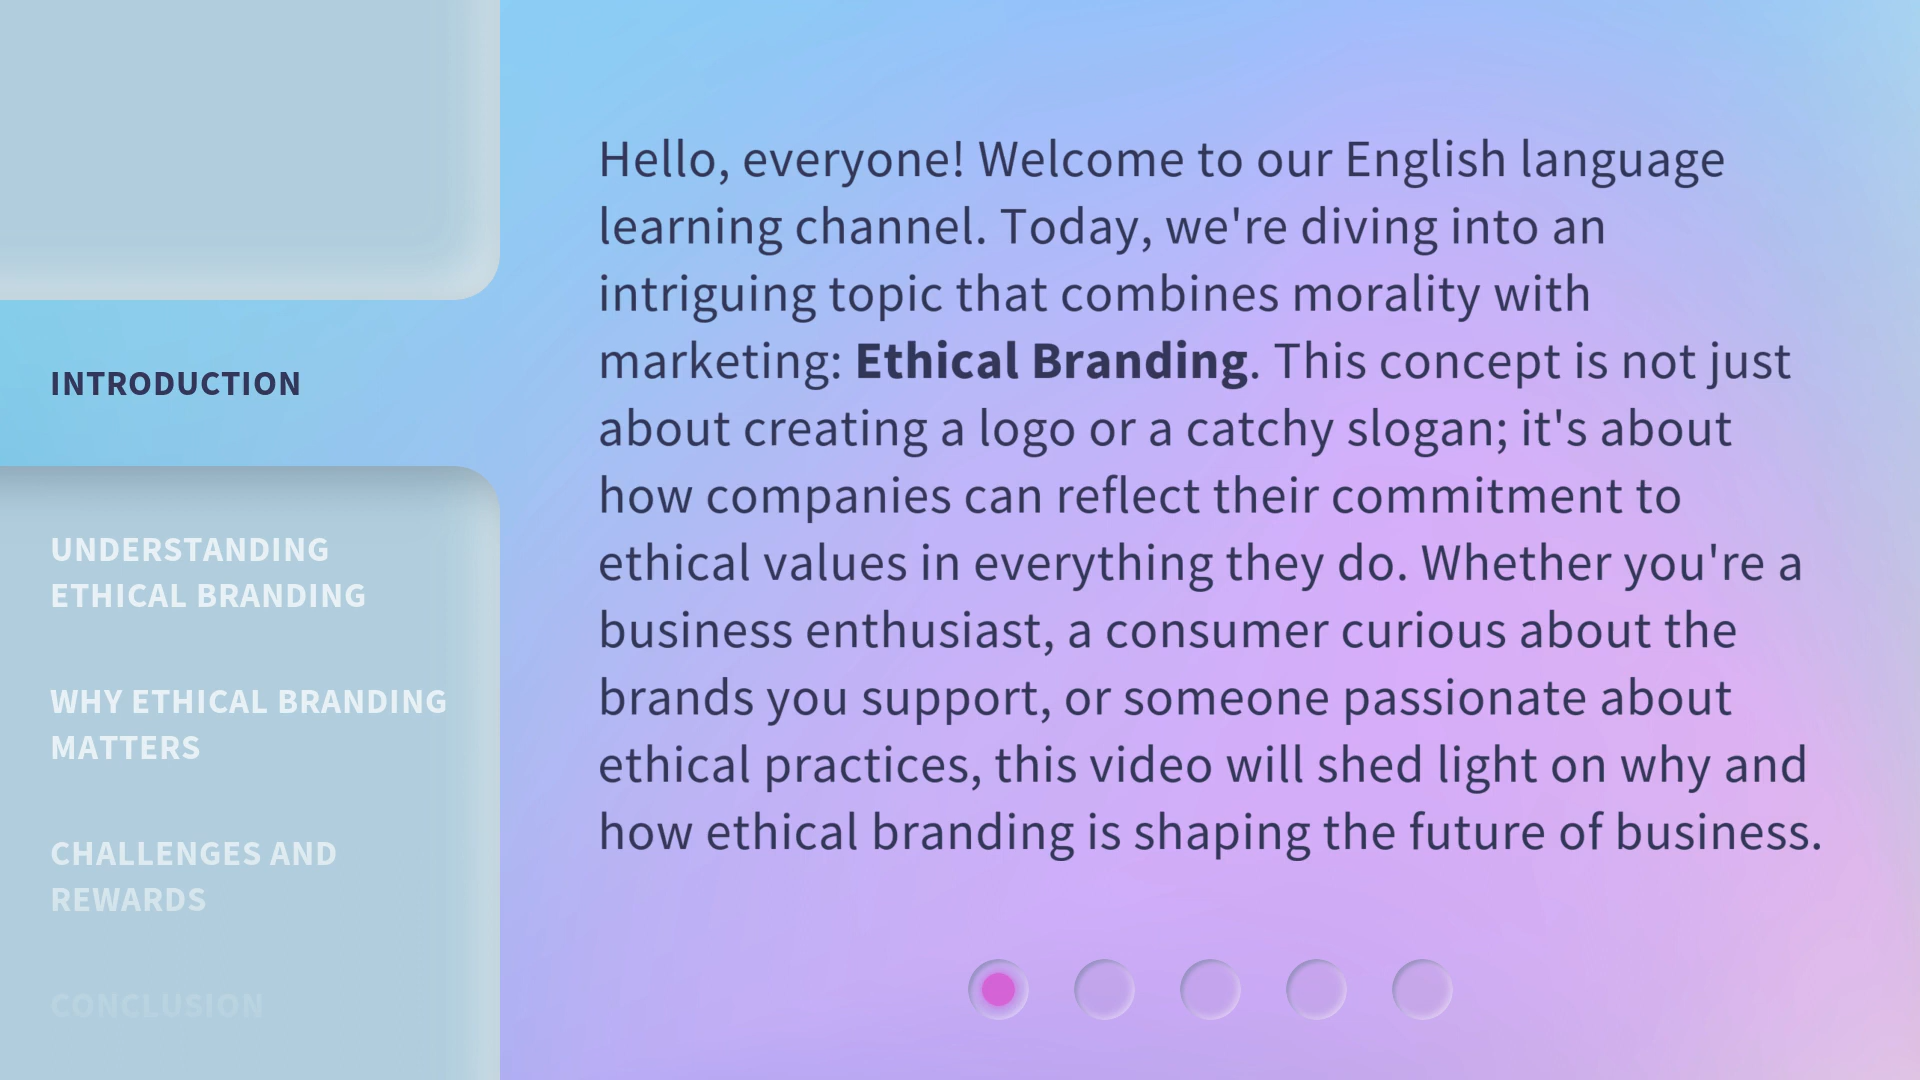 INTRODUCTION
UNDERSTANDING
ETHICAL BRANDING
WHY ETHICAL BRANDING
MATTERS
CHALLENGES AND
REWARDS
CONCLUSION
Hello, everyone! Welcome to our English language
learning channel. Today, we're diving into an
intriguing topic that combines morality with
marketing: Ethical Branding. This concept is not just
about creating a logo or a catchy slogan; it's about
how companies can reflect their commitment to
ethical values in everything they do. Whether you're a
business enthusiast, a consumer curious about the
brands you support, or someone passionate about
ethical practices, this video will shed light on why and
how ethical branding is shaping the future of business.